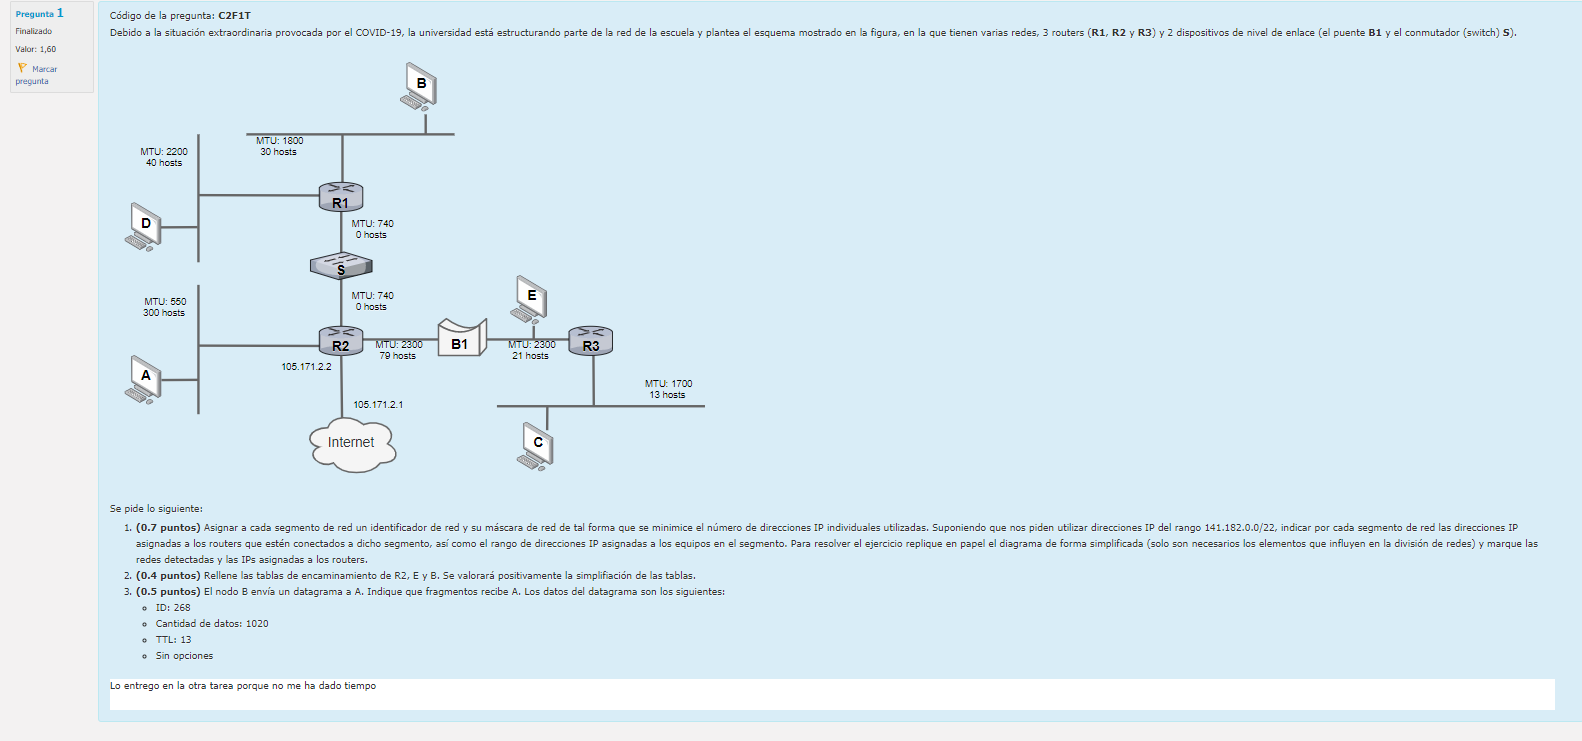 Pregunta 1
Finalizado
Valor: 1,60
Marcar
pregunta
Código de la pregunta: C2F1T
Debido a la situación extraordinaria provocada por el COVID-19, la universidad está estructurando parte de la red de la escuela y plantea el esquema mostrado en la figura, en la que tienen varias redes, 3 routers (R1, R2 y R3) y 2 dispositivos de nivel de enlace (el puente B1 y el conmutador (switch) S).
B
MTU: 1800
30 hosts
MTU: 2200
40 hosts
R1
D
MTU: 740
0 hosts
S
MTU: 740
0 hosts
E
MTU: 550
300 hosts
R2
MTU: 2300
79 hosts
B1
MTU: 2300
21 hosts
R3
105.171.2.2
A
MTU: 1700
13 hosts
105.171.2.1
Internet
C
Se pide lo siguiente:
1. (0.7 puntos) Asignar a cada segmento de red un identificador de red y su máscara de red de tal forma que se minimice el número de direcciones IP individuales utilizadas. Suponiendo que nos piden utilizar direcciones IP del rango 141.182.0.0/22, indicar por cada segmento de red las direcciones IP
asignadas a los routers que estén conectados a dicho segmento, así como el rango de direcciones IP asignadas a los equipos en el segmento. Para resolver el ejercicio replique en papel el diagrama de forma simplificada (solo son necesarios los elementos que influyen en la división de redes) y marque las
redes detectadas y las IPs asignadas a los routers.
2. (0.4 puntos) Rellene las tablas de encaminamiento de R2, E y B. Se valorará positivamente la simplifiación de las tablas.
3. (0.5 puntos) El nodo B envía un datagrama a A. Indique que fragmentos recibe A. Los datos del datagrama son los siguientes:
ID: 268
Cantidad de datos: 1020
TTL: 13
Sin opciones
Lo entrego en la otra tarea porque no me ha dado tiempo